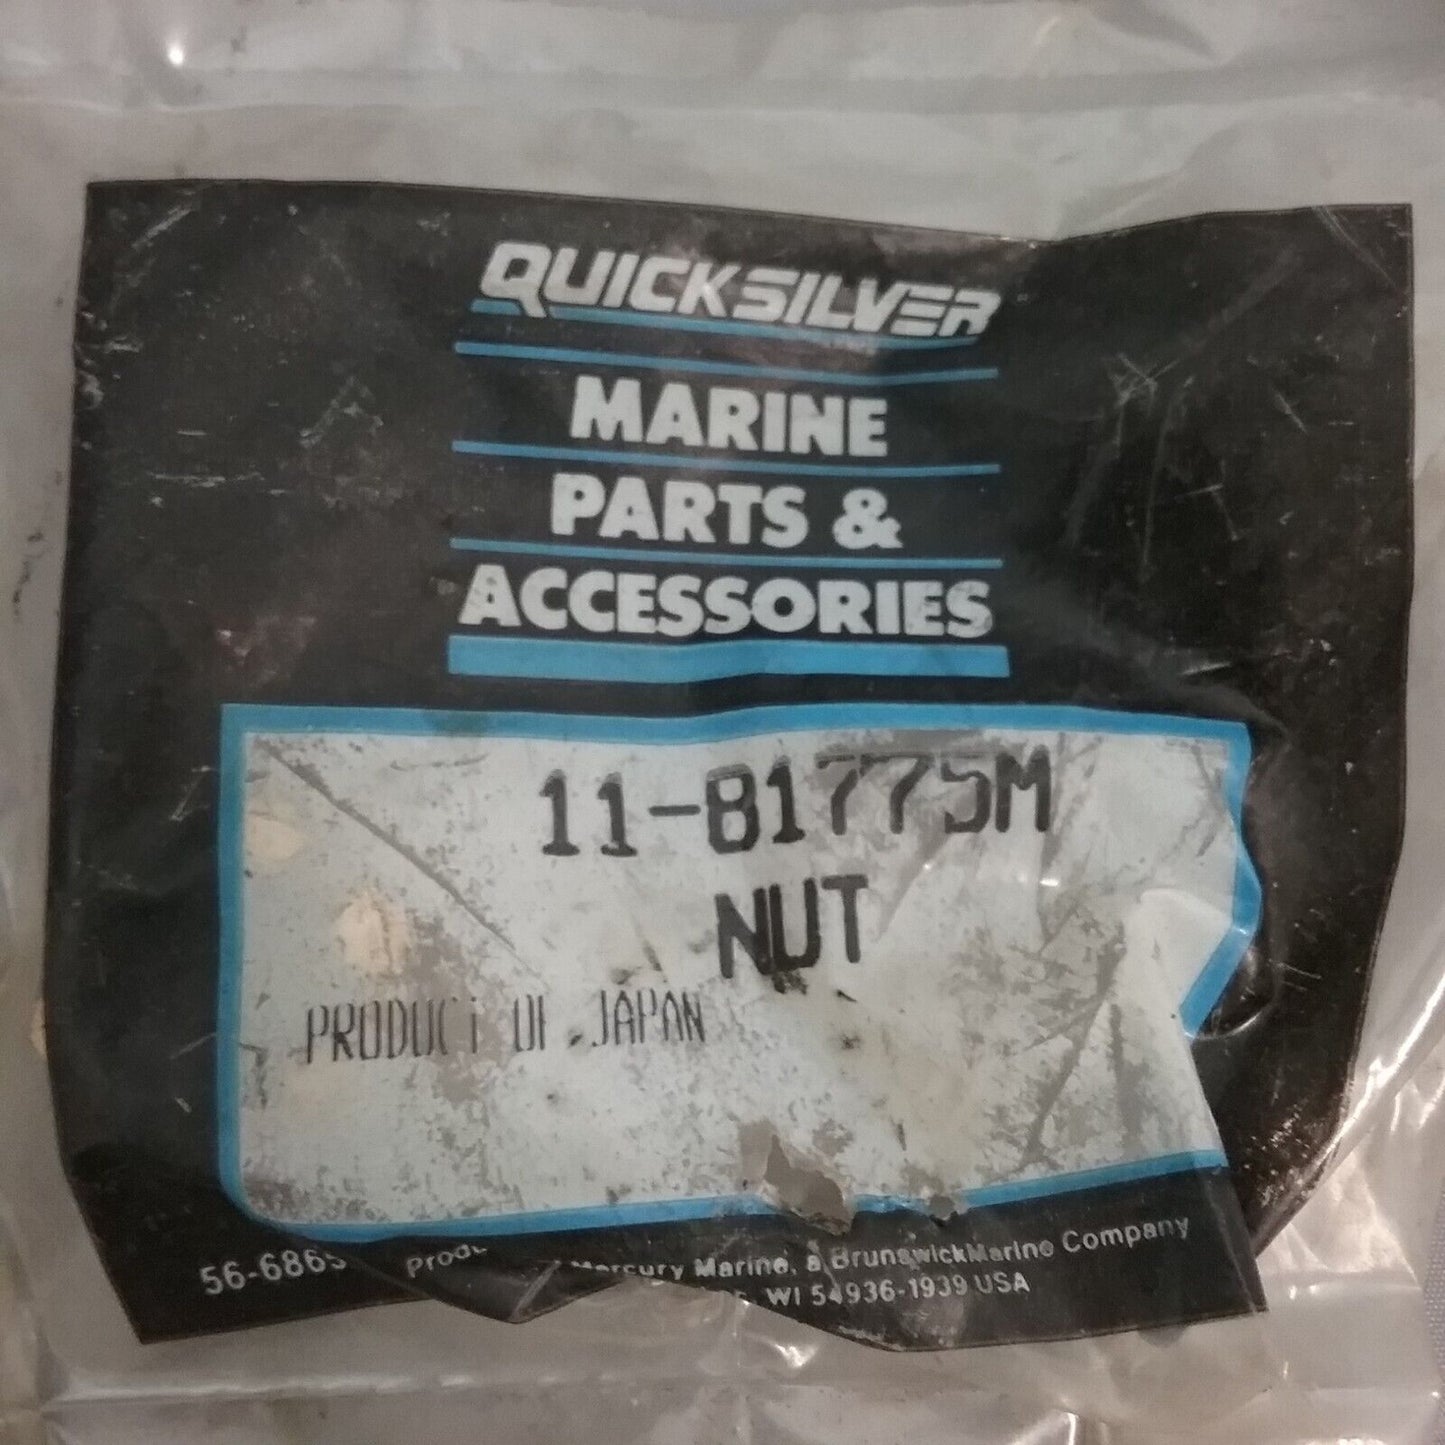 QUICKSILVER
MARINE
PARTS &
ACCESSORIES
11-81775M
NUT
PRODUCT OF JAPAN
Mercury Marine, a Brunswick Marine Company
WI 54936-1939 USA